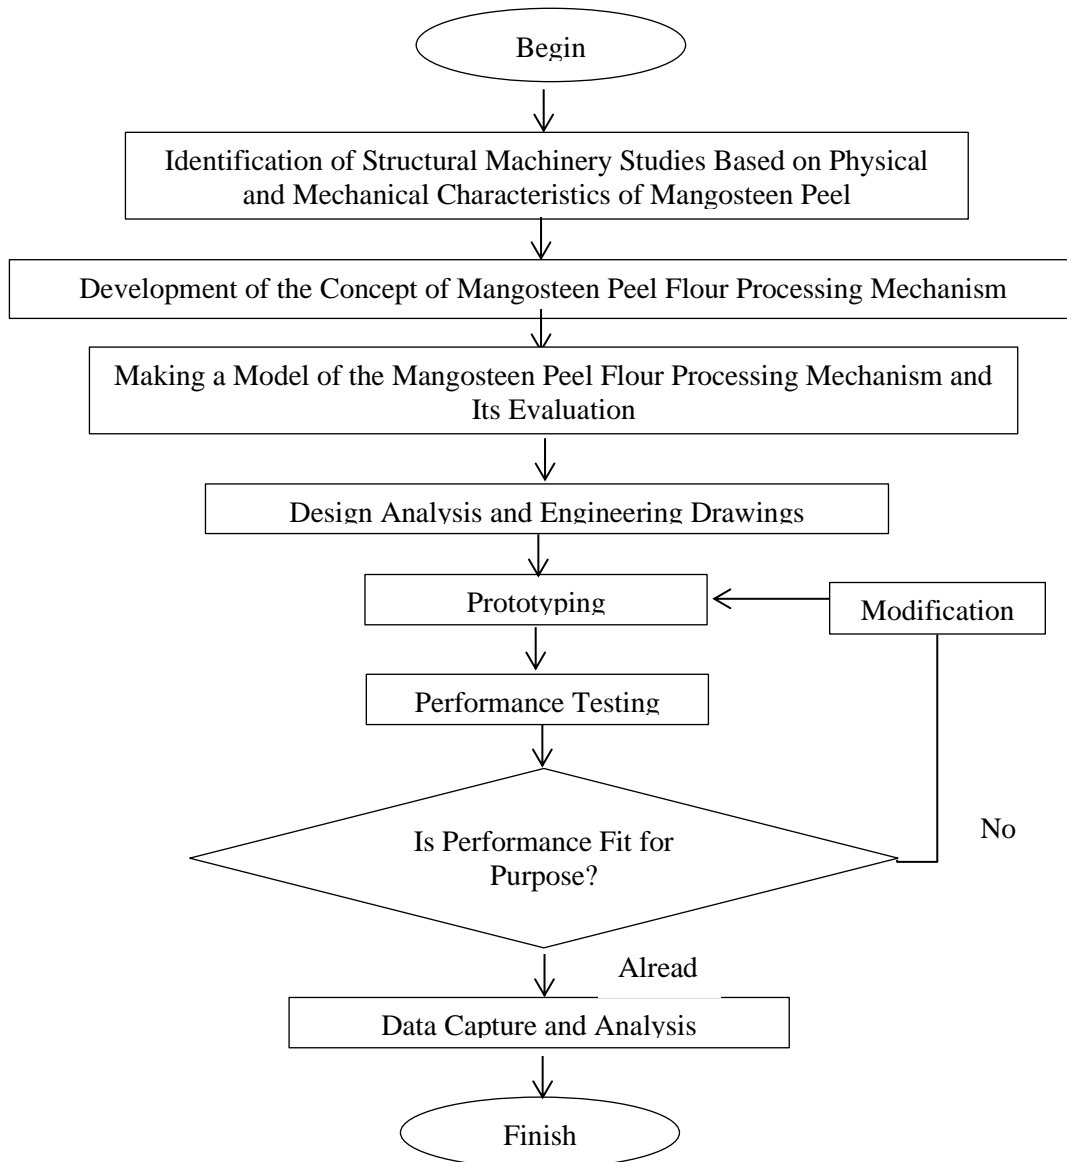 Begin
Identification of Structural Machinery Studies Based on Physical
and Mechanical Characteristics of Mangosteen Peel
Development of the Concept of Mangosteen Peel Flour Processing Mechanism
Making a Model of the Mangosteen Peel Flour Processing Mechanism and
Its Evaluation
Design Analysis and Engineering Drawings
Prototyping
Modification
Performance Testing
Is Performance Fit for
Purpose?
No
Alread
Data Capture and Analysis
Finish